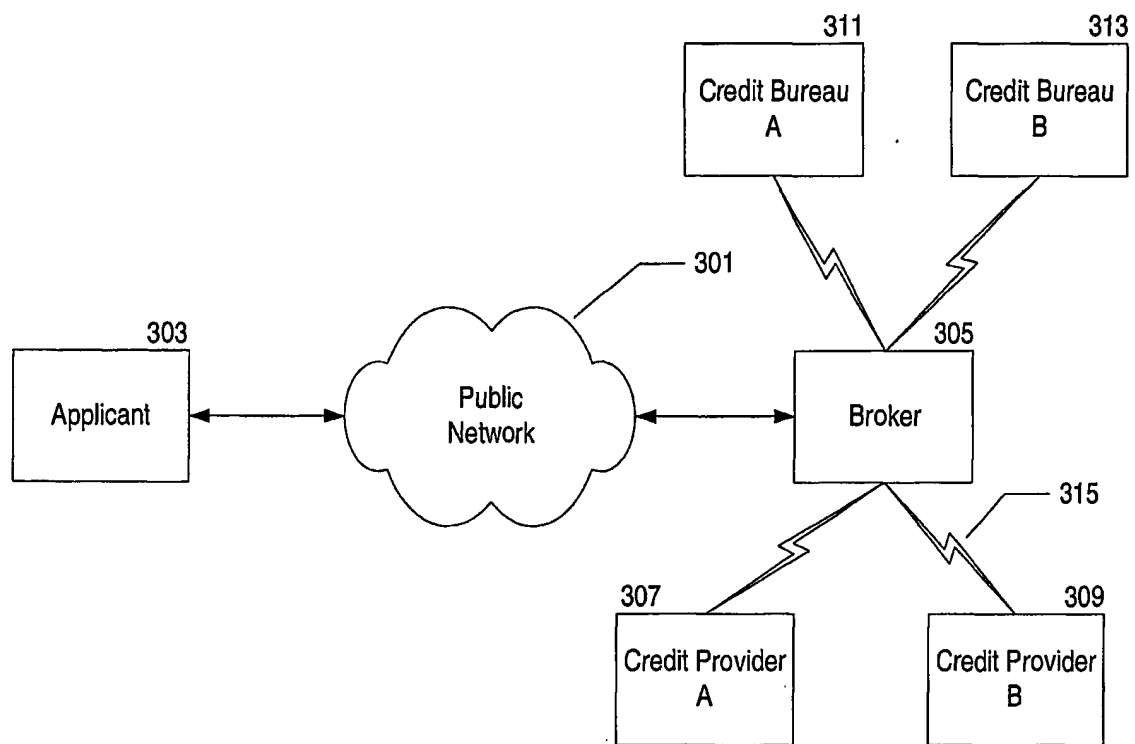 311
313
Credit Bureau
A
Credit Bureau
B
301
303
305
Applicant
Public
Network
Broker
315
307
309
Credit Provider
A
Credit Provider
B